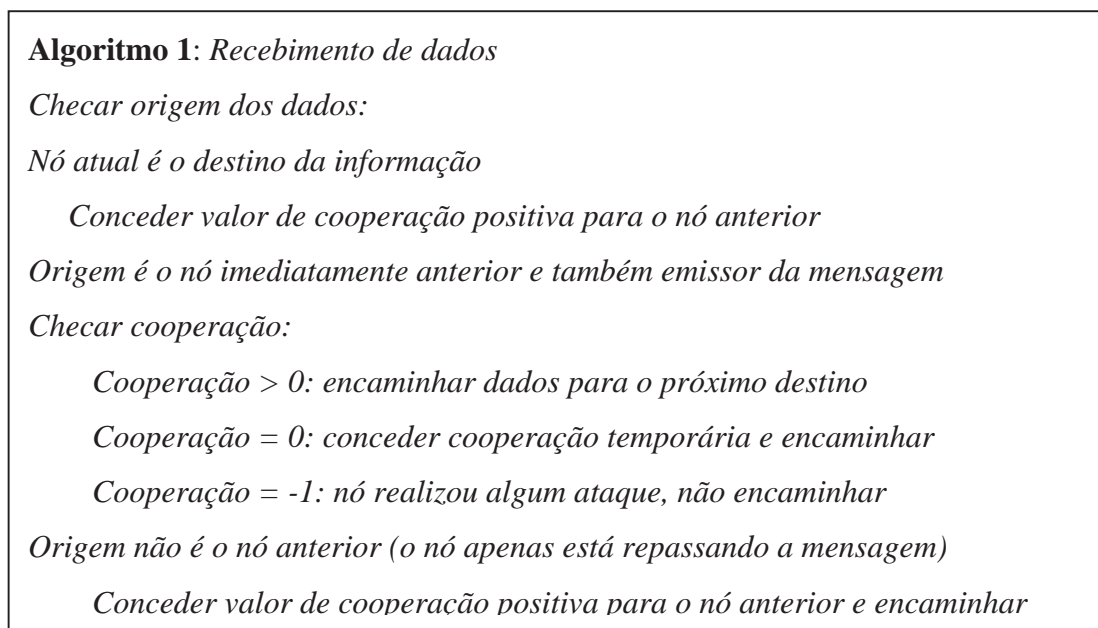 Algoritmo 1: Recebimento de dados
Checar origem dos dados:
Nó atual é o destino da informação
Conceder valor de cooperação positiva para o nó anterior
Origem é o nó imediatamente anterior e também emissor da mensagem
Checar cooperação:
Cooperação > 0: encaminhar dados para o próximo destino
Cooperação = 0: conceder cooperação temporária e encaminhar
Cooperação = -1: nó realizou algum ataque, não encaminhar
Origem não é o nó anterior (o nó apenas está repassando a mensagem)
Conceder valor de cooperação positiva para o nó anterior e encaminhar